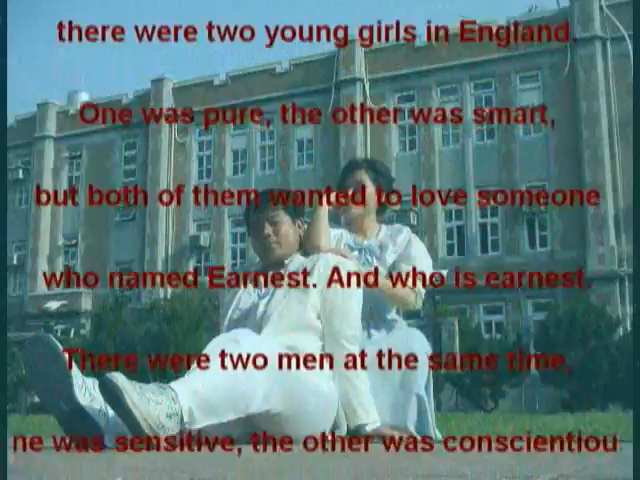 there were two young girls in England.
One was pure, the other was smart,
but both of them wanted to love someone
who named Earnest. And who is earnest.
There were two men at the same time,
ne was sensitive, the other was conscientiou